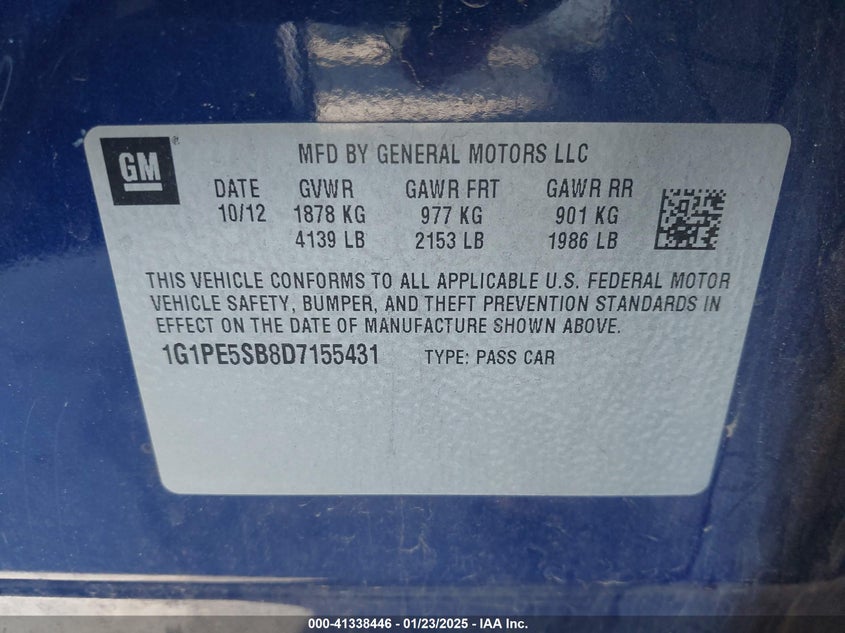 GM
MFD BY GENERAL MOTORS LLC
DATE GVWR GAWR FRT GAWR RR
10/12 1878 KG 977 KG 901 KG
4139 LB 2153 LB 1986 LB
THIS VEHICLE CONFORMS TO ALL APPLICABLE U.S. FEDERAL MOTOR
VEHICLE SAFETY, BUMPER, AND THEFT PREVENTION STANDARDS IN
EFFECT ON THE DATE OF MANUFACTURE SHOWN ABOVE.
1G1PE5SB8D7155431 TYPE: PASS CAR
000-41338446 - 01/23/2025 - IAA Inc.